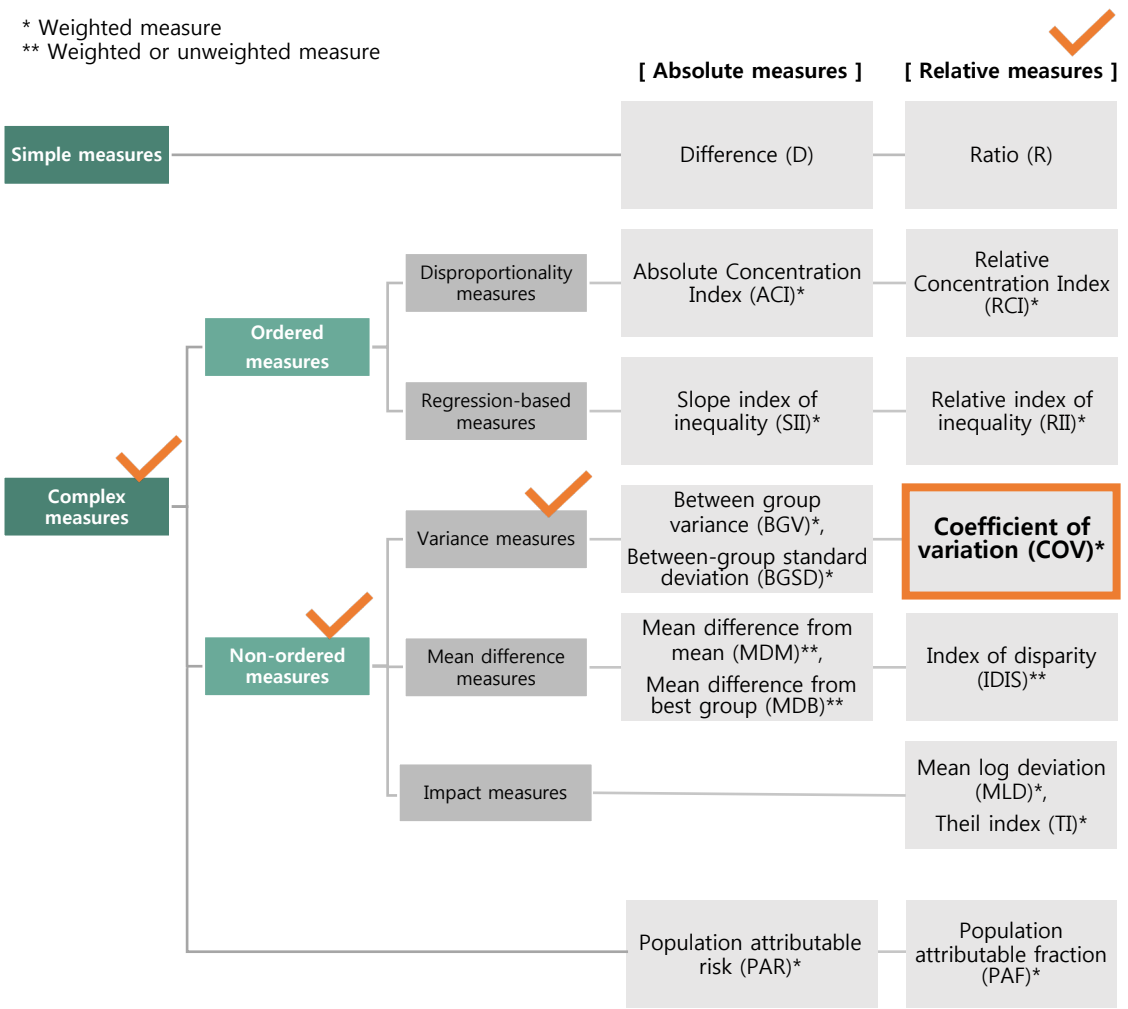 * Weighted measure
** Weighted or unweighted measure
[ Absolute measures ]
[ Relative measures ]
Simple measures
Difference (D)
Ratio (R)
Disproportionality
measures
Absolute Concentration
Index (ACI)*
Relative
Concentration Index
(RCI)*
Ordered
measures
Regression-based
measures
Slope index of
inequality (SII)*
Relative index of
inequality (RII)*
Complex
measures
Variance measures
Between group
variance (BGV)*,
Between-group standard
deviation (BGSD)*
Coefficient of
variation (COV)*
Non-ordered
measures
Mean difference
measures
Mean difference from
mean (MDM)**,
Mean difference from
best group (MDB)**
Index of disparity
(IDIS)**
Impact measures
Mean log deviation
(MLD)*,
Theil index (TI)*
Population attributable
risk (PAR)*
Population
attributable fraction
(PAF)*